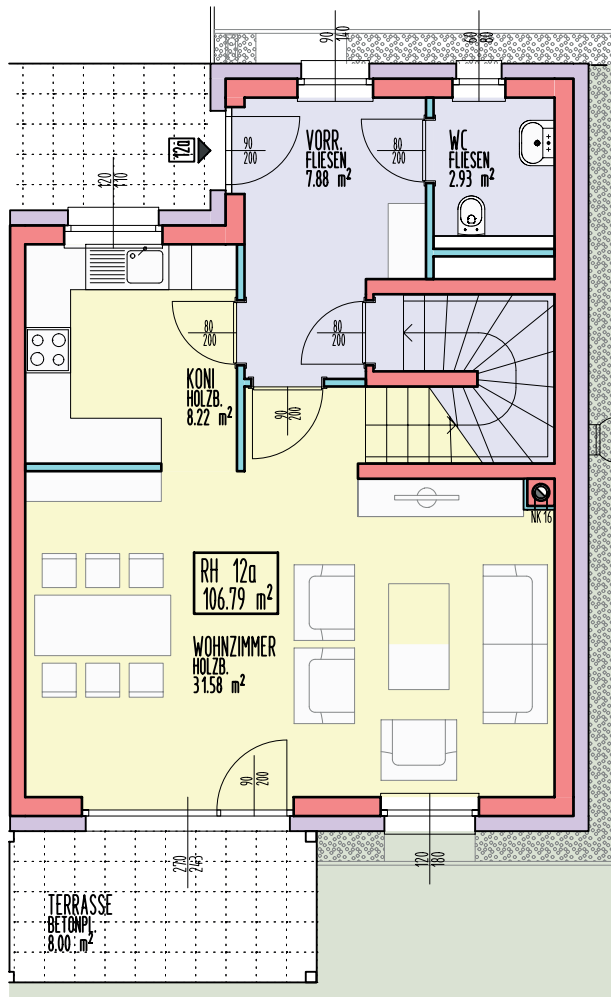 90
140
60
80
12a
90
200
VORR.
FLIESEN
7.88 m²
80
200
WC
FLIESEN
2.93 m²
120
110
80
200
80
200
KONI
HOLZB.
8.22 m²
90
200
NK 16
RH 12a
106.79 m²
WOHNZIMMER
HOLZB.
31.58 m²
90
200
270
243
120
180
TERRASSE
BETONPL.
8.00 m²